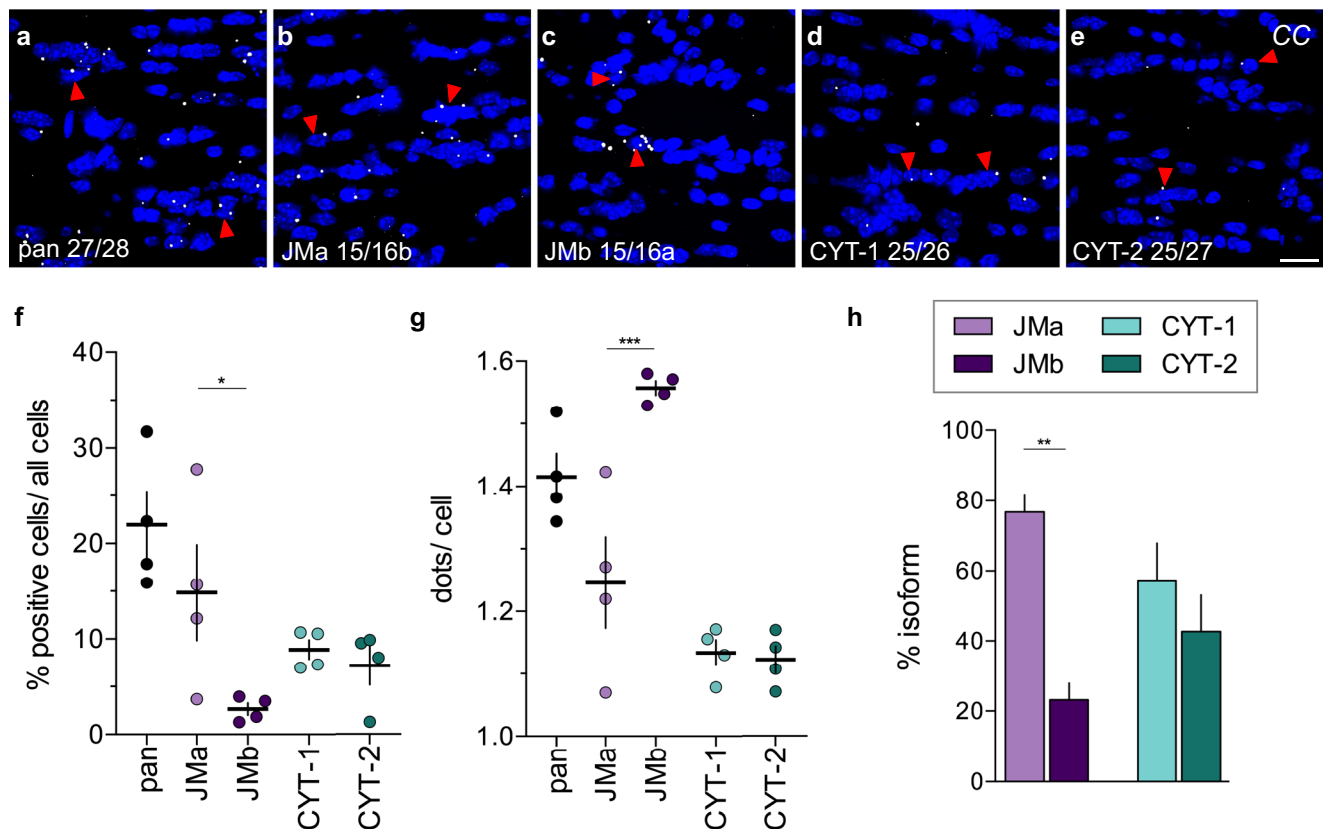 a
b
c
d
e
CC
pan 27/28
JMa 15/16b
JMb 15/16a
CYT-1 25/26
CYT-2 25/27
f
% positive cells/ all cells
40
30
20
10
0
*
pan
JMa
JMb
CYT-1
CYT-2
g
dots/ cell
1.6
1.4
1.2
1.0
***
pan
JMa
JMb
CYT-1
CYT-2
h
JMa
CYT-1
JMb
CYT-2
% isoform
100
80
60
40
20
0
**